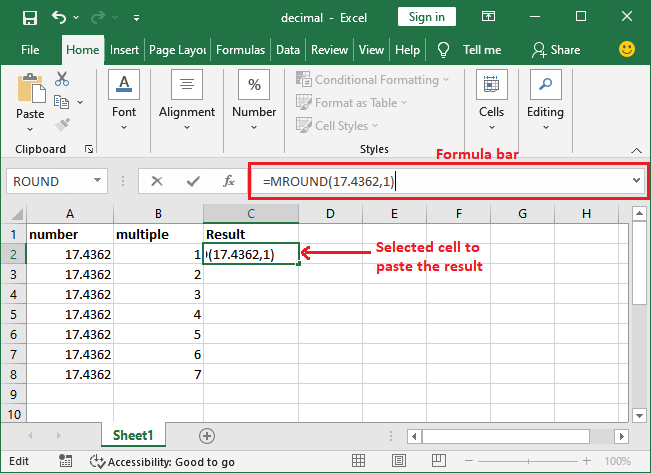 decimal - Excel
Sign in
File Home Insert Page Layou Formulas Data Review View Help Tell me Share
Paste
Clipboard
Font
Alignment
%
Number
Conditional Formatting
Format as Table
Cell Styles
Styles
Cells
Editing
Formula bar
ROUND fx =MROUND(17.4362,1)
A B C D E F G H
1 number multiple Result
2 17.4362 1 (17.4362,1)
Selected cell to
paste the result
3 17.4362 2
4 17.4362 3
5 17.4362 4
6 17.4362 5
7 17.4362 6
8 17.4362 7
9
10
Sheet1
Edit Accessibility: Good to go 100%